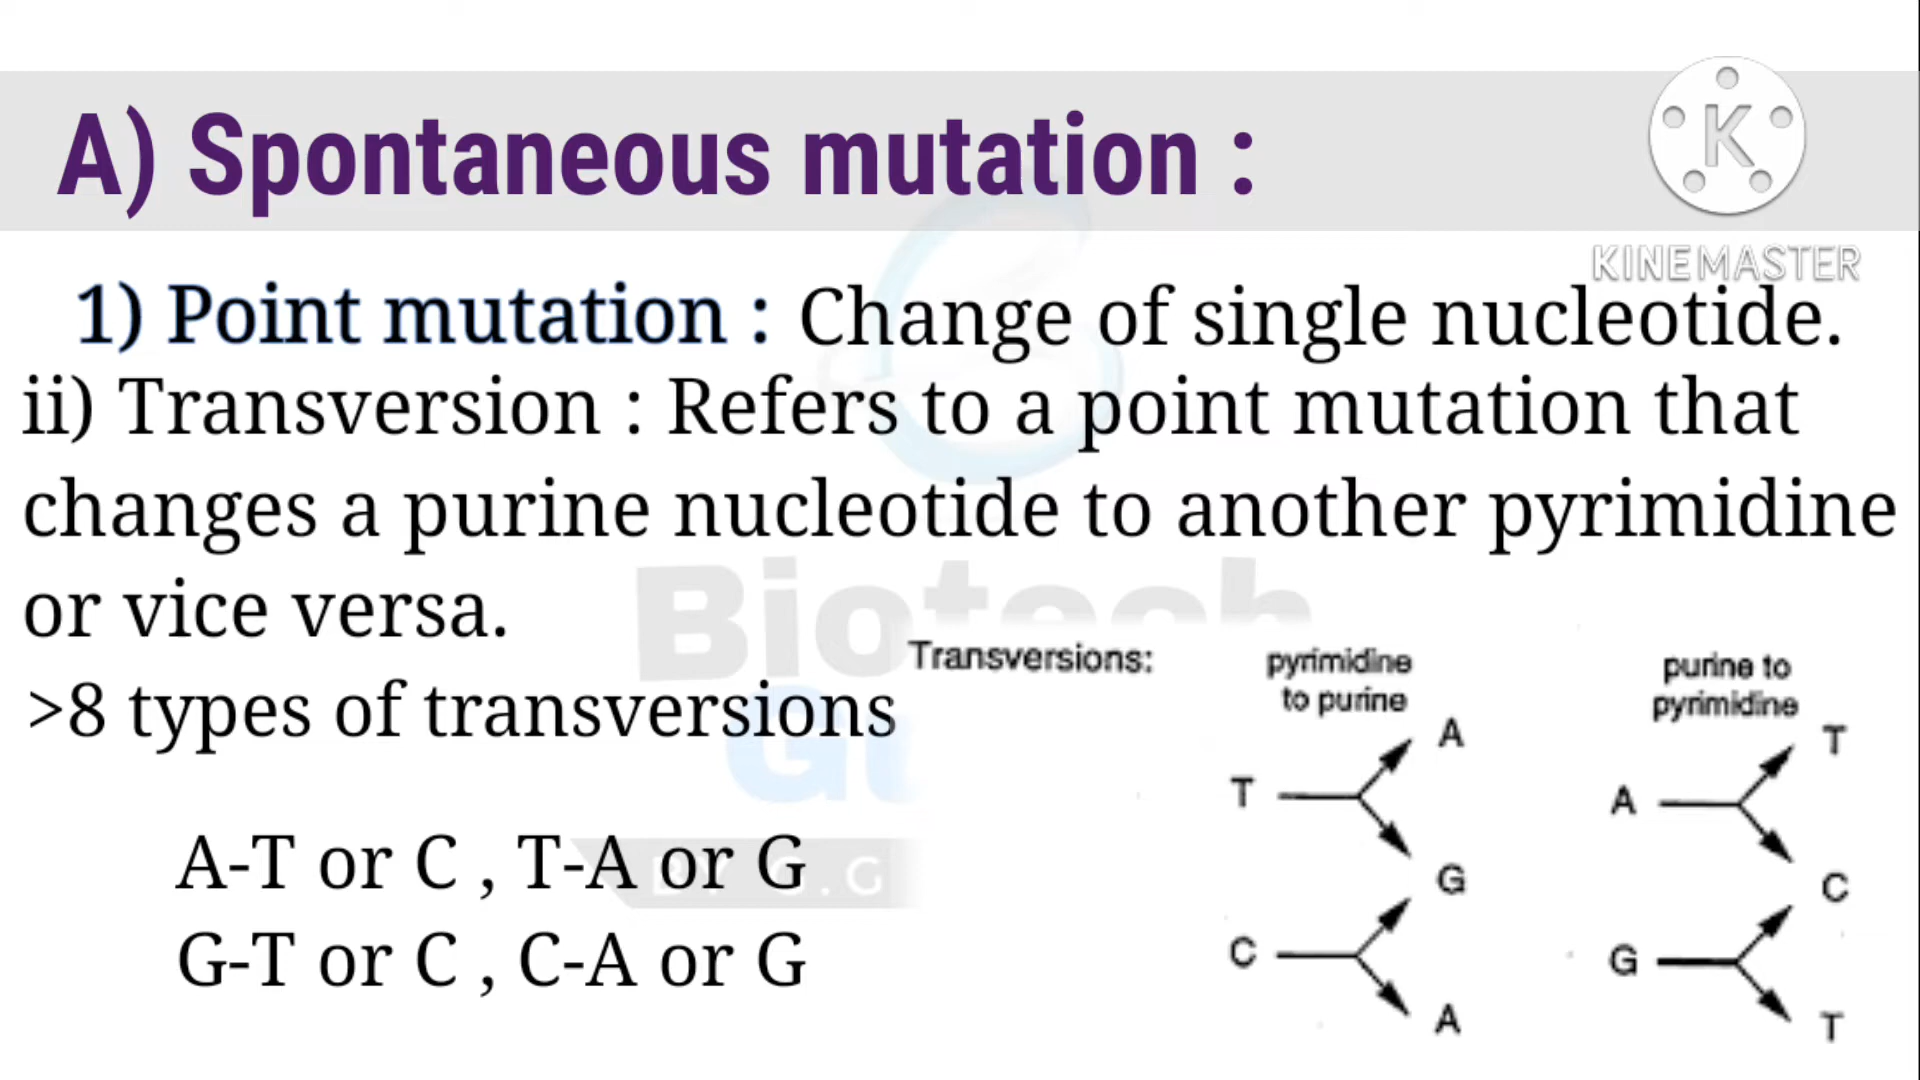 A) Spontaneous mutation :
K
KINEMASTER
1) Point mutation : Change of single nucleotide.
ii) Transversion : Refers to a point mutation that
changes a purine nucleotide to another pyrimidine
or vice versa.
>8 types of transversions
A-T or C , T-A or G
G-T or C , C-A or G
Transversions:
pyrimidine
to purine
T
A
G
C
A
purine to
pyrimidine
A
T
C
G
T
Biotech